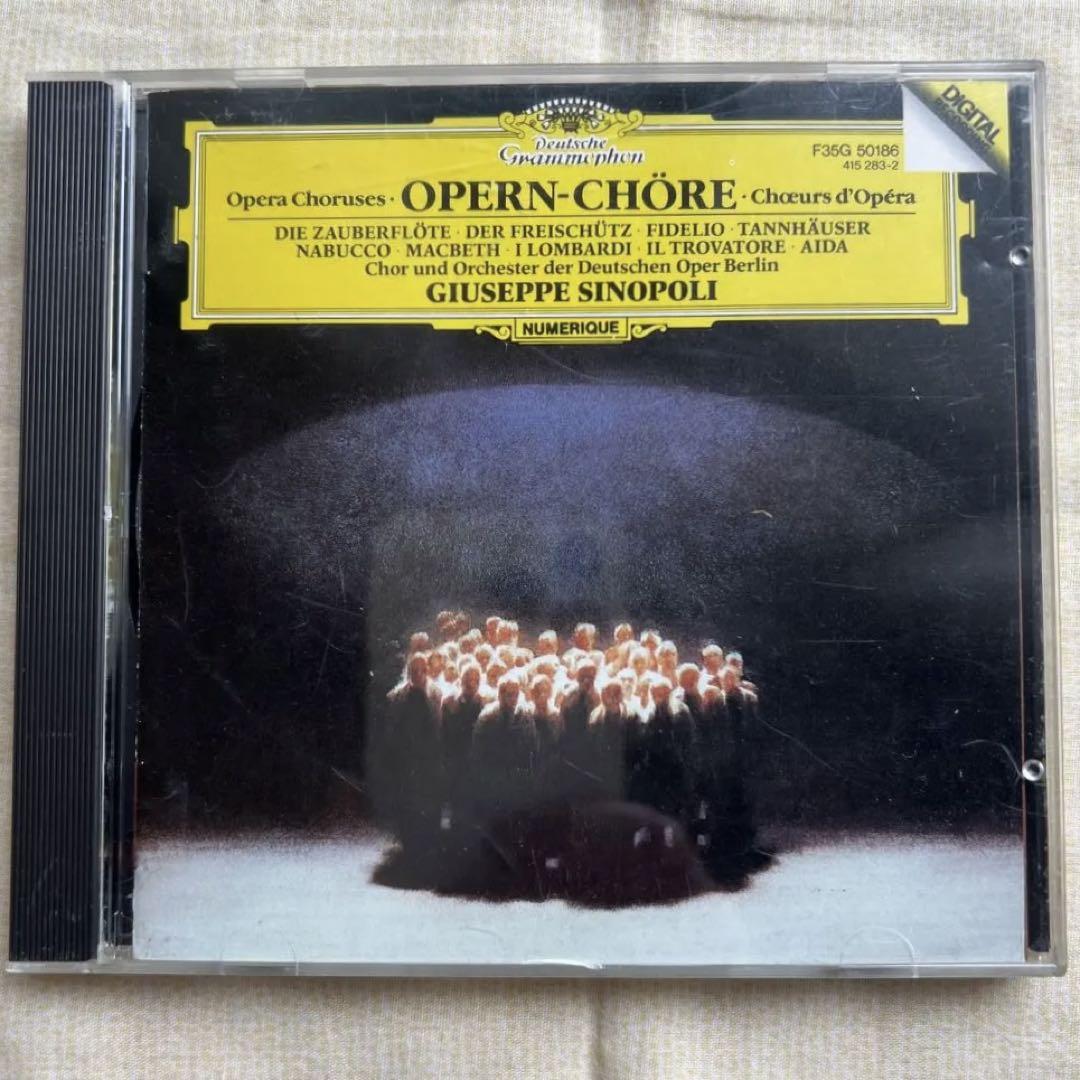 Deutsche
Grammophon
DIGITAL
RECORDING
F35G 50186
415 283-2
Opera Choruses · OPERN-CHÖRE · Chœurs d'Opéra
DIE ZAUBERFLÖTE · DER FREISCHÜTZ · FIDELIO · TANNHÄUSER
NABUCCO · MACBETH · I LOMBARDI · IL TROVATORE · AIDA
Chor und Orchester der Deutschen Oper Berlin
GIUSEPPE SINOPOLI
NUMERIQUE